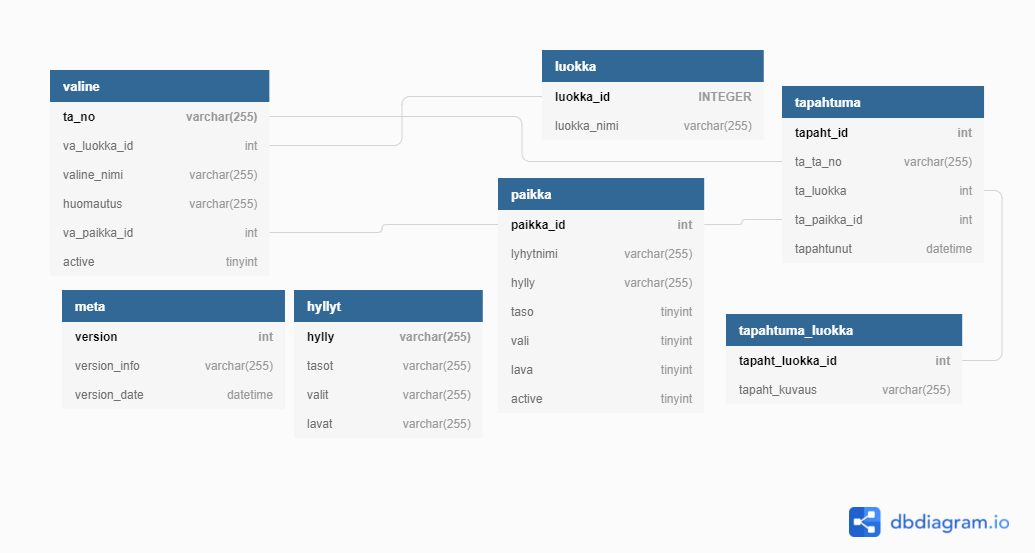 valine
ta_no varchar(255)
va_luokka_id int
valine_nimi varchar(255)
huomautus varchar(255)
va_paikka_id int
active tinyint
luokka
luokka_id INTEGER
luokka_nimi varchar(255)
tapahtuma
tapaht_id int
ta_ta_no varchar(255)
ta_luokka int
ta_paikka_id int
tapahtunut datetime
paikka
paikka_id int
lyhytnimi varchar(255)
hylly varchar(255)
taso tinyint
vali tinyint
lava tinyint
active tinyint
meta
version int
version_info varchar(255)
version_date datetime
hyllyt
hylly varchar(255)
tasot varchar(255)
valit varchar(255)
lavat varchar(255)
tapahtuma_luokka
tapaht_luokka_id int
tapaht_kuvaus varchar(255)
dbdiagram.io